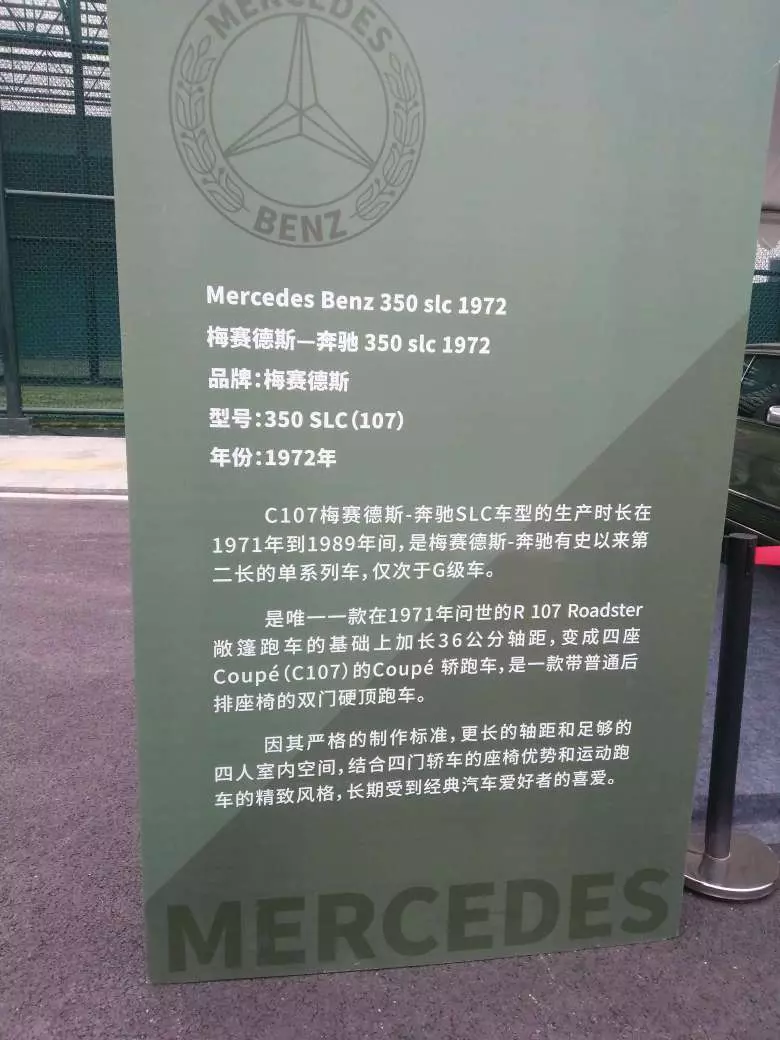 MERCEDES
BENZ
Mercedes Benz 350 slc 1972
梅赛德斯—奔驰 350 slc 1972
品牌：梅赛德斯
型号：350 SLC（107）
年份：1972年
C107梅赛德斯-奔驰SLC车型的生产时长在
1971年到1989年间，是梅赛德斯-奔驰有史以来第
二长的单系列车，仅次于G级车。
是唯一一款在1971年问世的R 107 Roadster
敞篷跑车的基础上加长36公分轴距，变成四座
Coupé（C107）的Coupé 轿跑车，是一款带普通后
排座椅的双门硬顶跑车。
因其严格的制作标准，更长的轴距和足够的
四人室内空间，结合四门轿车的座椅优势和运动跑
车的精致风格，长期受到经典汽车爱好者的喜爱。
MERCEDES